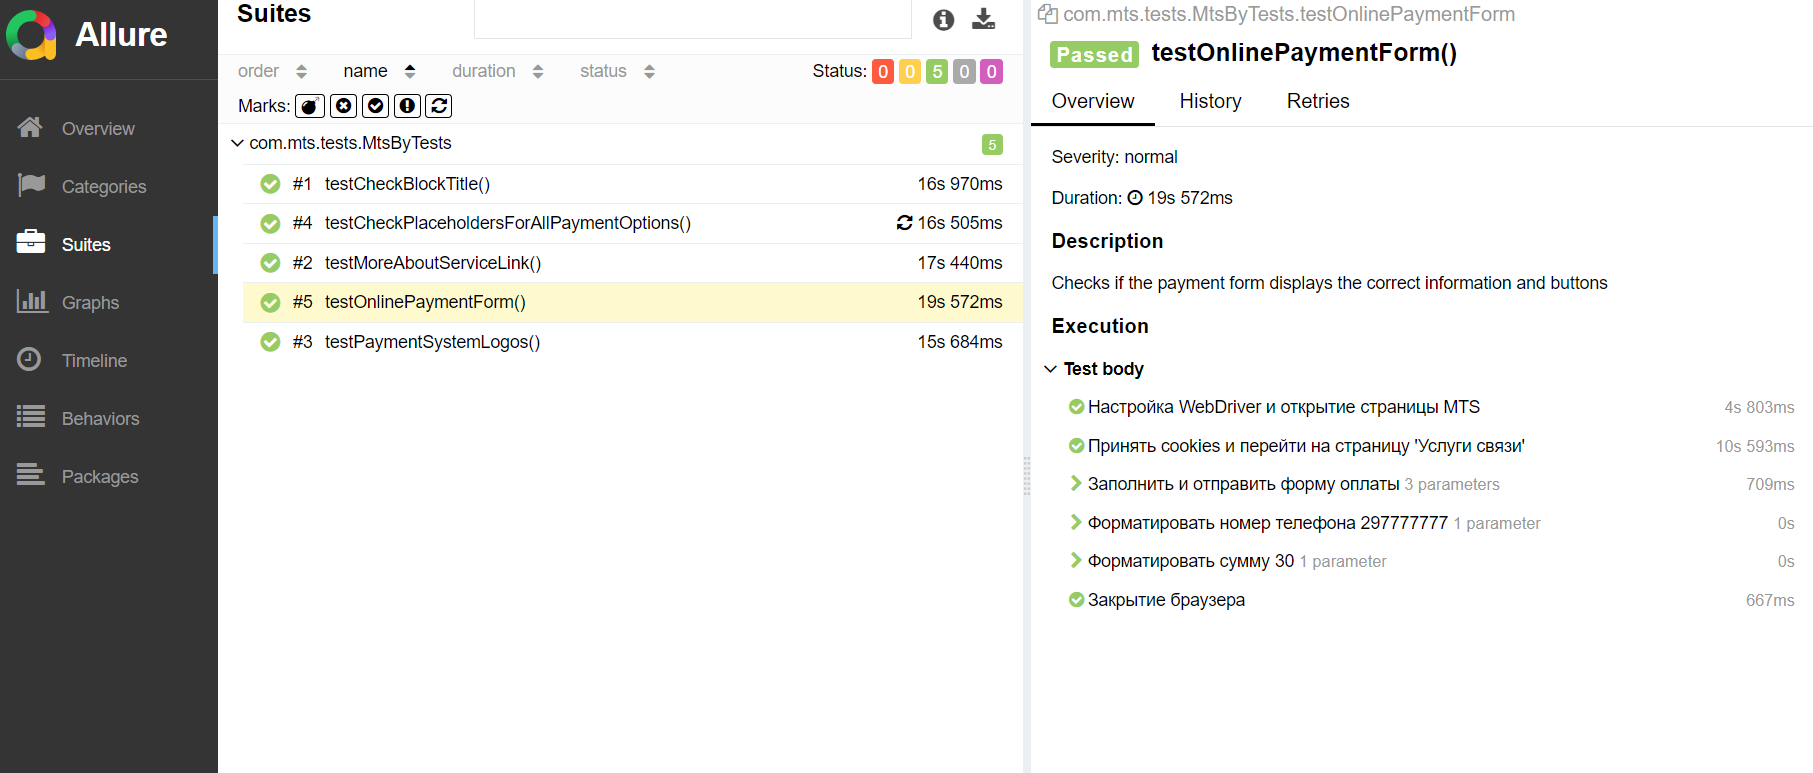 Allure
Overview
Categories
Suites
Graphs
Timeline
Behaviors
Packages
Suites
order name duration status Status: 0 0 5 0 0
Marks:
com.mts.tests.MtsByTests 5
#1 testCheckBlockTitle() 16s 970ms
#4 testCheckPlaceholdersForAllPaymentOptions() 16s 505ms
#2 testMoreAboutServiceLink() 17s 440ms
#5 testOnlinePaymentForm() 19s 572ms
#3 testPaymentSystemLogos() 15s 684ms
com.mts.tests.MtsByTests.testOnlinePaymentForm
Passed testOnlinePaymentForm()
Overview History Retries
Severity: normal
Duration: 19s 572ms
Description
Checks if the payment form displays the correct information and buttons
Execution
Test body
Настройка WebDriver и открытие страницы МТS 4s 803ms
Принять cookies и перейти на страницу 'Услуги связи' 10s 593ms
Заполнить и отправить форму оплаты 3 parameters 709ms
Форматировать номер телефона 297777777 1 parameter 0s
Форматировать сумму 30 1 parameter 0s
Закрытие браузера 667ms